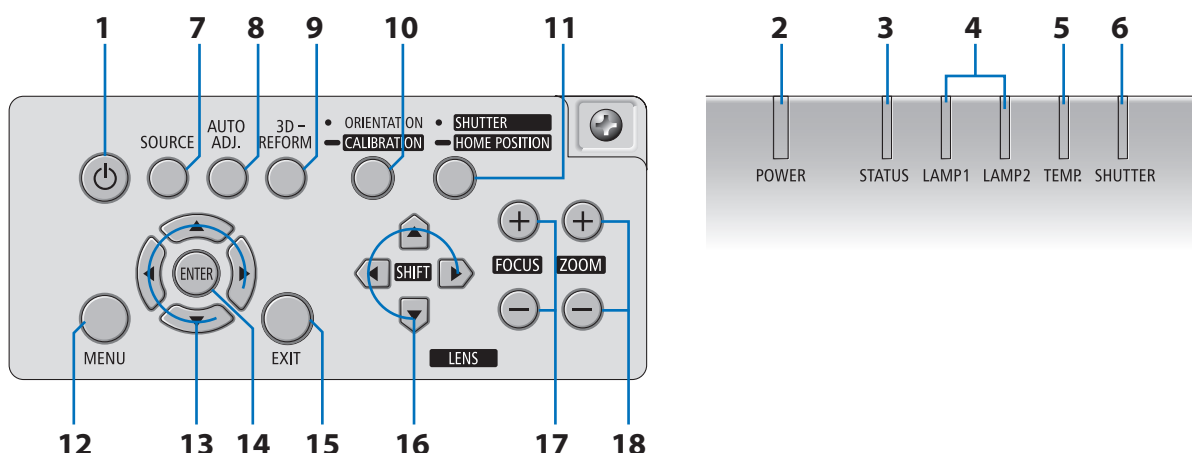 1 7 8 9 10 11 2 3 4 5 6
SOURCE
AUTO
ADJ.
3D –
REFORM
• ORIENTATION
CALIBRATION
• SHUTTER
HOME POSITION
POWER STATUS LAMP1 LAMP2 TEMP. SHUTTER
ENTER
SHIFT
FOCUS ZOOM
MENU EXIT LENS
12 13 14 15 16 17 18